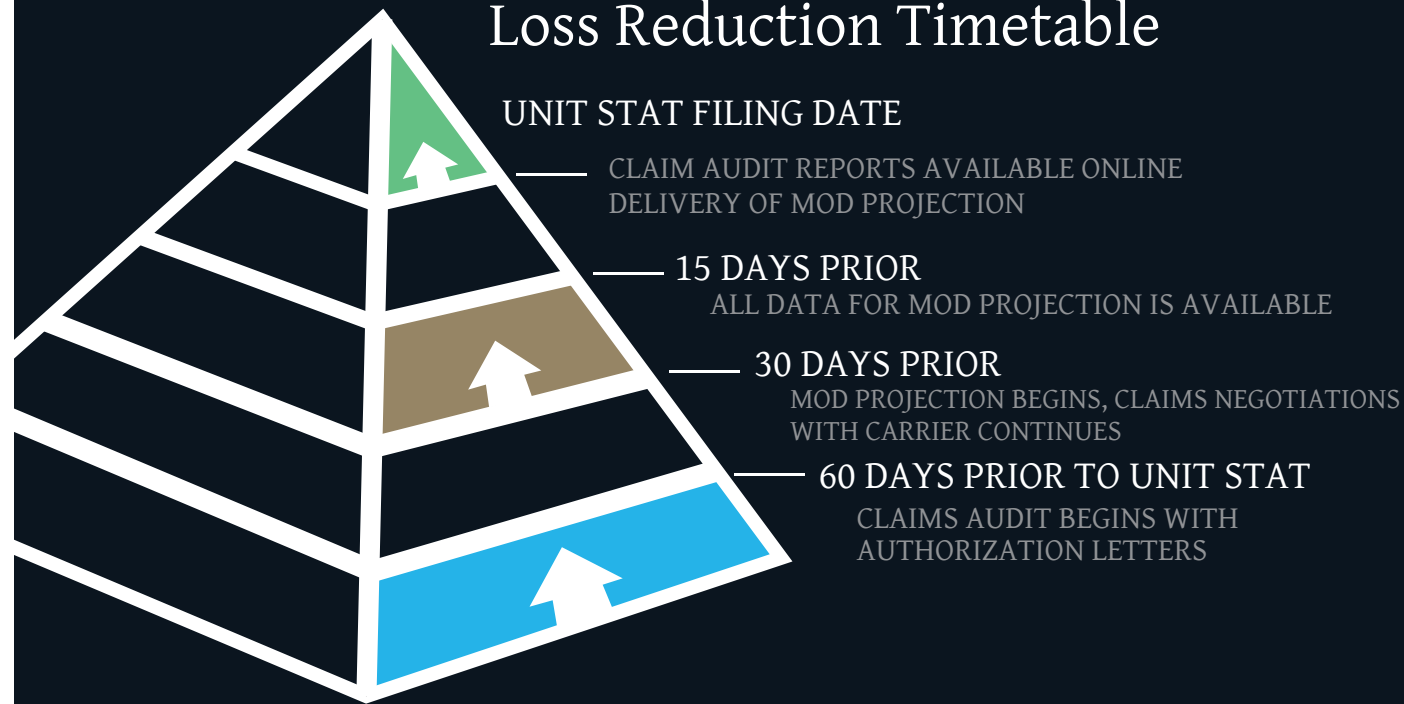 Loss Reduction Timetable
UNIT STAT FILING DATE
CLAIM AUDIT REPORTS AVAILABLE ONLINE
DELIVERY OF MOD PROJECTION
15 DAYS PRIOR
ALL DATA FOR MOD PROJECTION IS AVAILABLE
30 DAYS PRIOR
MOD PROJECTION BEGINS, CLAIMS NEGOTIATIONS
WITH CARRIER CONTINUES
60 DAYS PRIOR TO UNIT STAT
CLAIMS AUDIT BEGINS WITH
AUTHORIZATION LETTERS